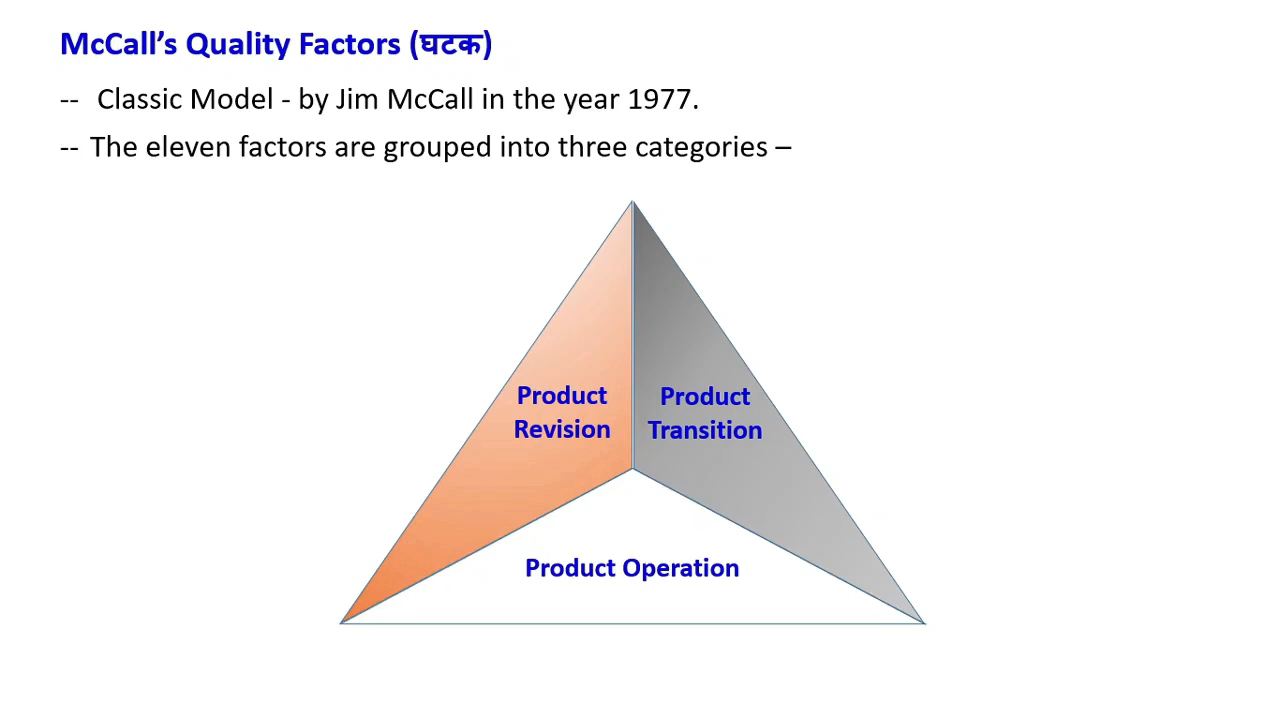 McCall’s Quality Factors (घटक)
-- Classic Model - by Jim McCall in the year 1977.
-- The eleven factors are grouped into three categories –
Product
Revision
Product
Transition
Product Operation